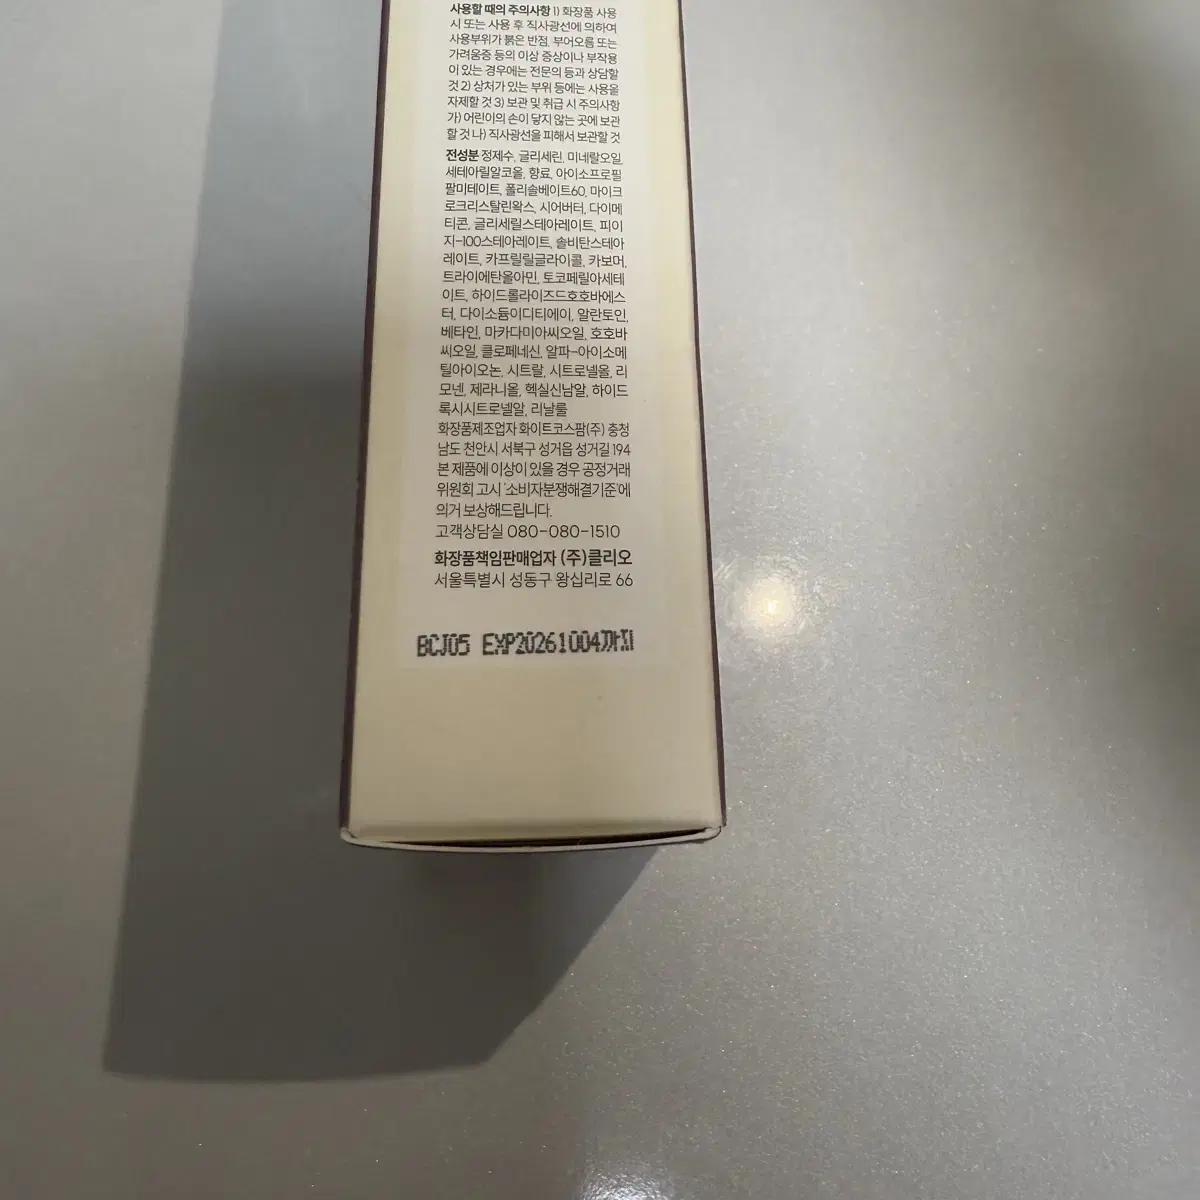 사용할 때의 주의사항 1) 화장품 사용
시 또는 사용 후 직사광선에 의하여
사용부위가 붉은 반점, 부어오름 또는
가려움증 등의 이상 증상이나 부작용
이 있는 경우에는 전문의 등과 상담할
것 2) 상처가 있는 부위 등에는 사용을
자제할 것 3) 보관 및 취급 시 주의사항
가) 어린이의 손이 닿지 않는 곳에 보관
할 것 나) 직사광선을 피해서 보관할 것
전성분 정제수, 글리세린, 미네랄오일,
세테아릴알코올, 향료, 아이소프로필
팔미테이트, 폴리솔베이트60, 마이크
로크리스탈린왁스, 시어버터, 다이메
티콘, 글리세릴스테아레이트, 피이
지-100스테아레이트, 솔비탄스테아
레이트, 카프릴릴글라이콜, 카보머,
트라이에탄올아민, 토코페릴아세테
이트, 하이드롤라이즈드호호바에스
터, 다이소듐이디티에이, 알란토인,
베타인, 마카다미아씨오일, 호호바
씨오일, 클로페네신, 알파-아이소메
틸아이오논, 시트랄, 시트로넬올, 리
모넨, 제라니올, 헥실신남알, 하이드
록시시트로넬알, 리날룰
화장품제조업자 화이트코스팜(주) 충청
남도 천안시 서북구 성거읍 성거길 194
본 제품에 이상이 있을 경우 공정거래
위원회 고시 '소비자분쟁해결기준'에
의거 보상해드립니다.
고객상담실 080-080-1510
화장품책임판매업자 (주)클리오
서울특별시 성동구 왕십리로 66
BCJ05 EXP20261004까지